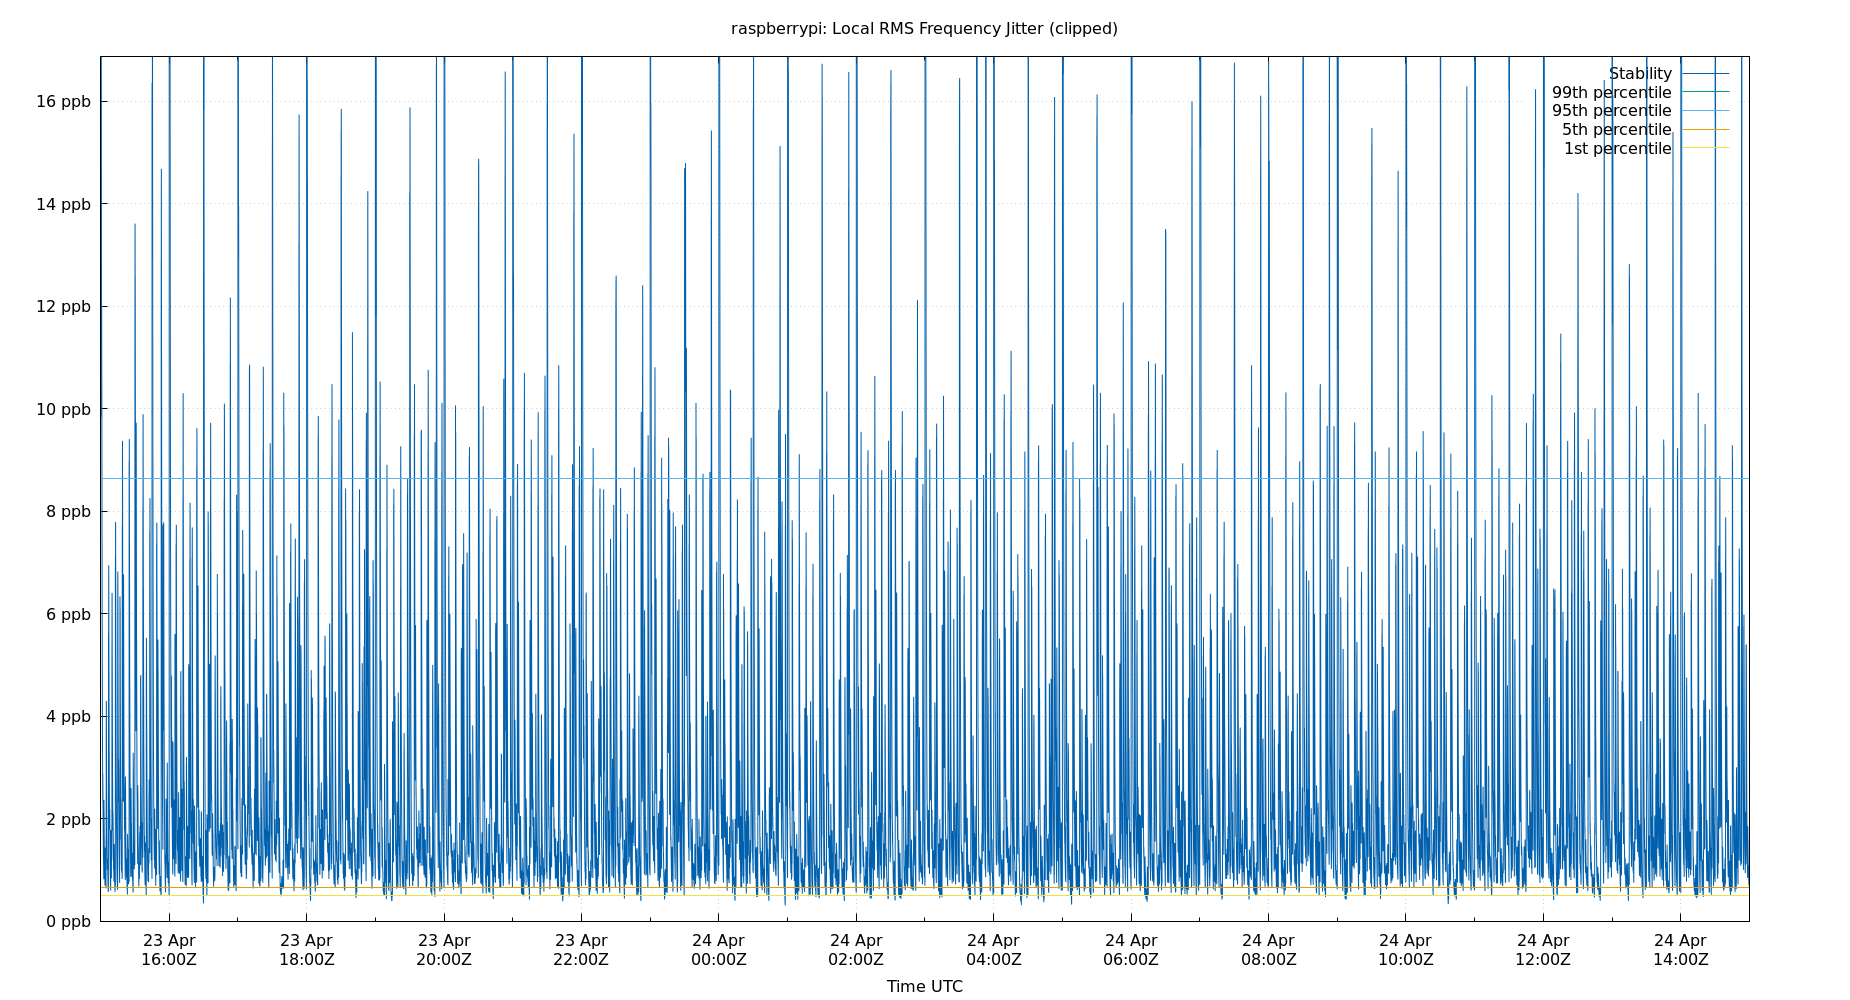 raspberrypi: Local RMS Frequency Jitter (clipped)
Stability
99th percentile
95th percentile
5th percentile
1st percentile
16 ppb
14 ppb
12 ppb
10 ppb
8 ppb
6 ppb
4 ppb
2 ppb
0 ppb
23 Apr 23 Apr 23 Apr 23 Apr 24 Apr 24 Apr 24 Apr 24 Apr 24 Apr 24 Apr 24 Apr 24 Apr
16:00Z 18:00Z 20:00Z 22:00Z 00:00Z 02:00Z 04:00Z 06:00Z 08:00Z 10:00Z 12:00Z 14:00Z
Time UTC